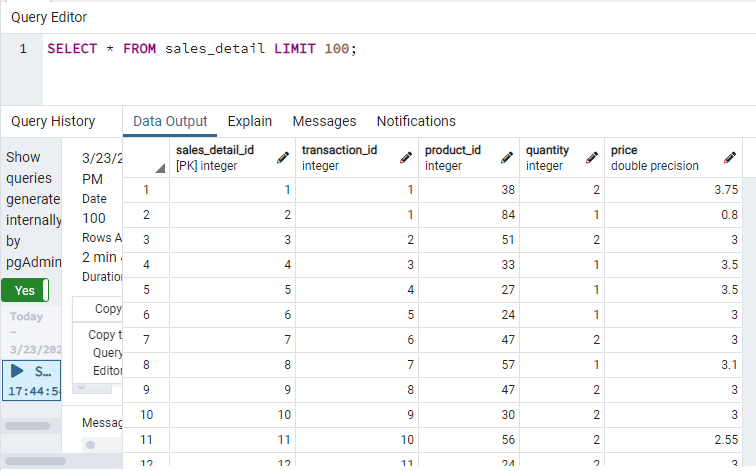 Query Editor
1 SELECT * FROM sales_detail LIMIT 100;
Query History
Show
queries
generate
internally
by
pgAdmin
Yes
Today
-
3/23/202
S...
17:44:54
3/23/2
PM
Date
100
Rows A
2 min
Duration
Copy
Copy t
Query
Editor
Messag
Data Output Explain Messages Notifications
sales_detail_id transaction_id product_id quantity price
[PK] integer integer integer integer double precision
1 1 1 38 2 3.75
2 2 1 84 1 0.8
3 3 2 51 2 3
4 4 3 33 1 3.5
5 5 4 27 1 3.5
6 6 5 24 1 3
7 7 6 47 2 3
8 8 7 57 1 3.1
9 9 8 47 2 3
10 10 9 30 2 3
11 11 10 56 2 2.55
12 12 11 24 2 3